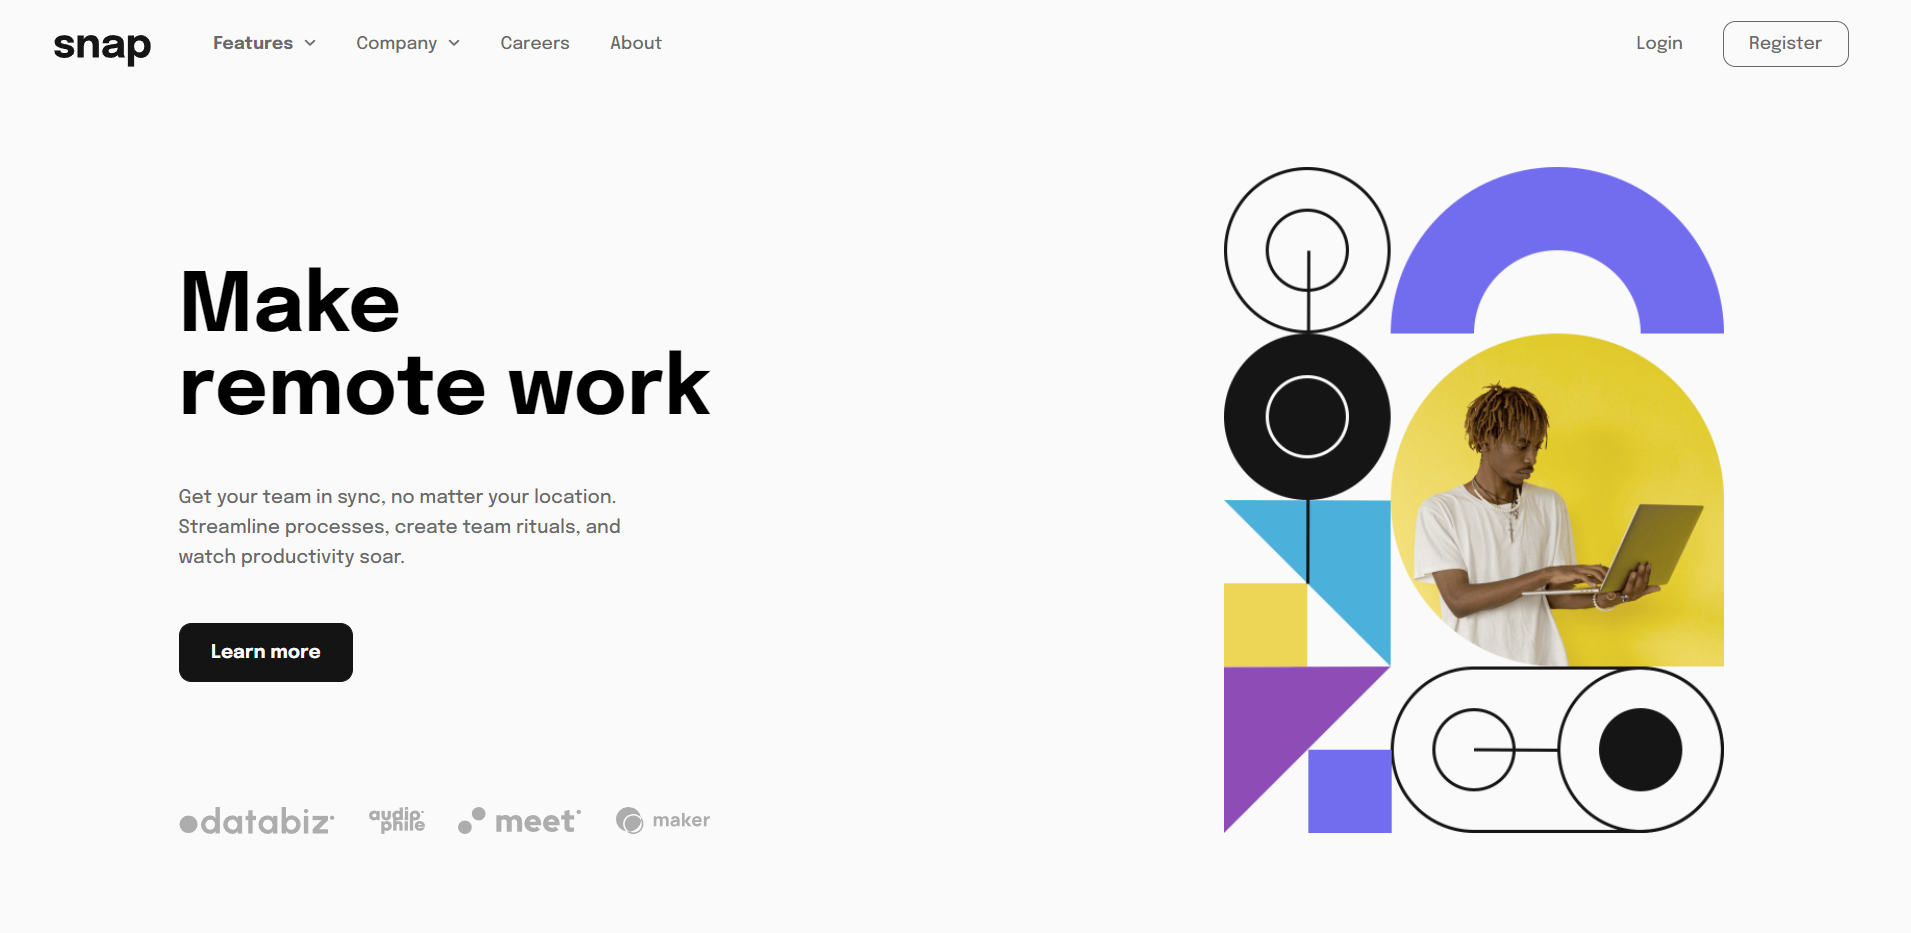 snap
Features
Company
Careers
About
Login
Register
Make
remote work
Get your team in sync, no matter your location.
Streamline processes, create team rituals, and
watch productivity soar.
Learn more
databiz
audiophile
meet
maker